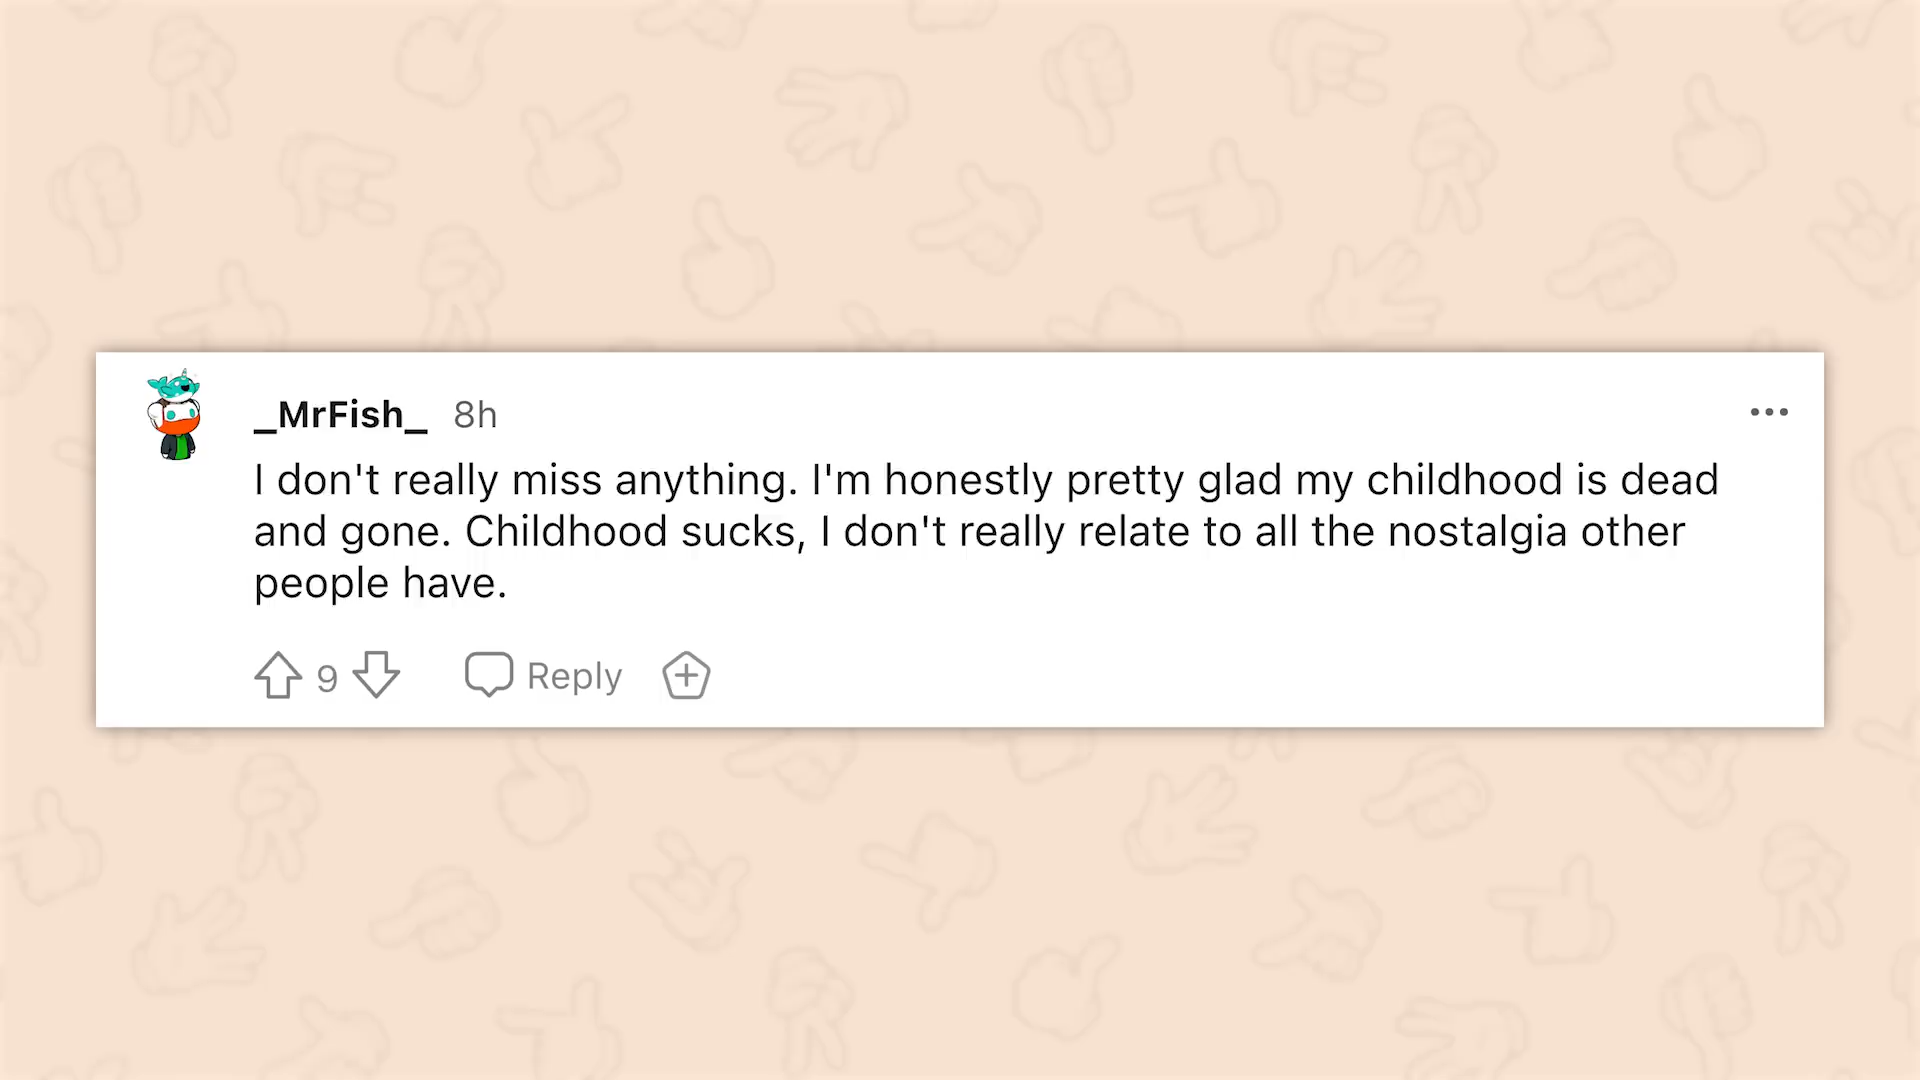 _MrFish_ 8h
I don't really miss anything. I'm honestly pretty glad my childhood is dead
and gone. Childhood sucks, I don't really relate to all the nostalgia other
people have.
9 Reply